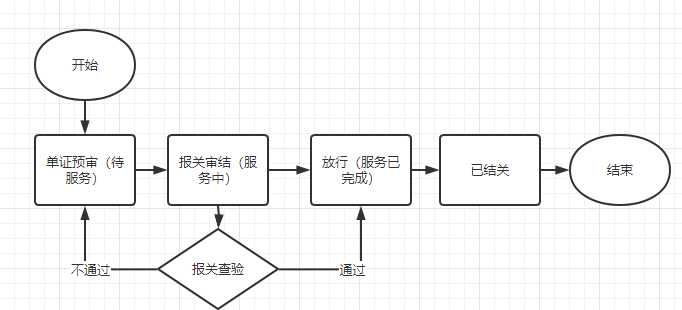 开始
单证预审（待
服务）
报关审结（服
务中）
放行（服务已
完成）
已结关
结束
不通过
报关查验
通过